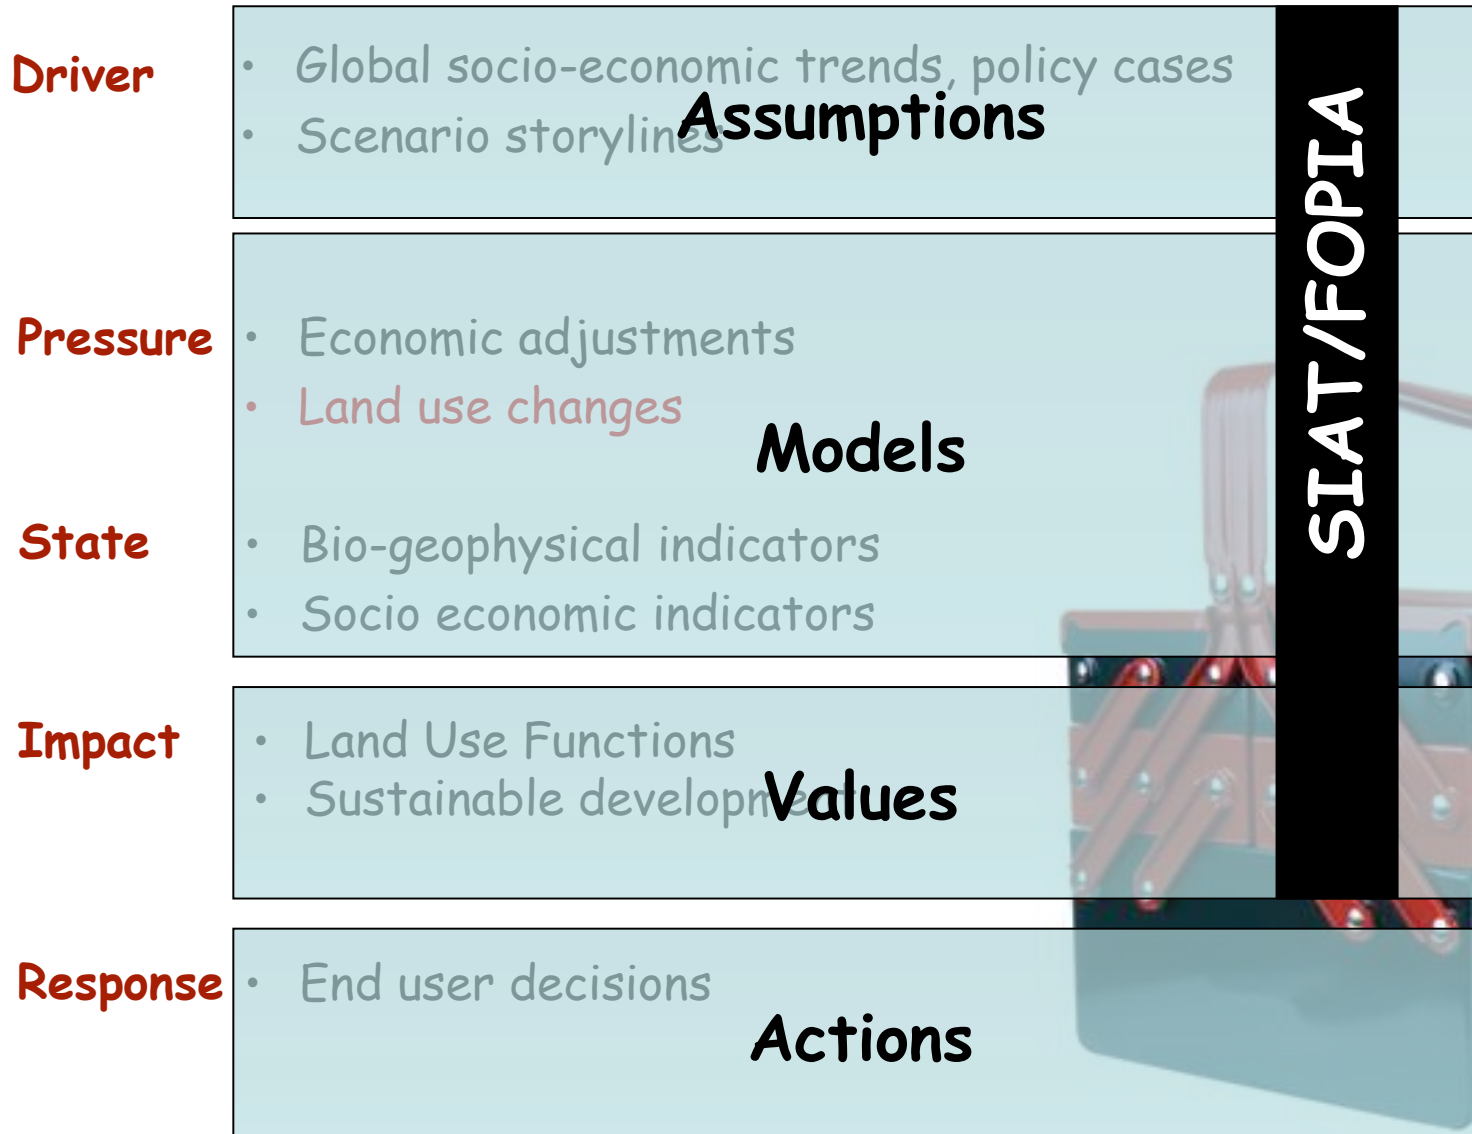 Driver
• Global socio-economic trends, policy cases
• Scenario storylines
Assumptions
Pressure
• Economic adjustments
• Land use changes
Models
State
• Bio-geophysical indicators
• Socio economic indicators
Impact
• Land Use Functions
• Sustainable development
Values
Response
• End user decisions
Actions
SIAT/FOPIA